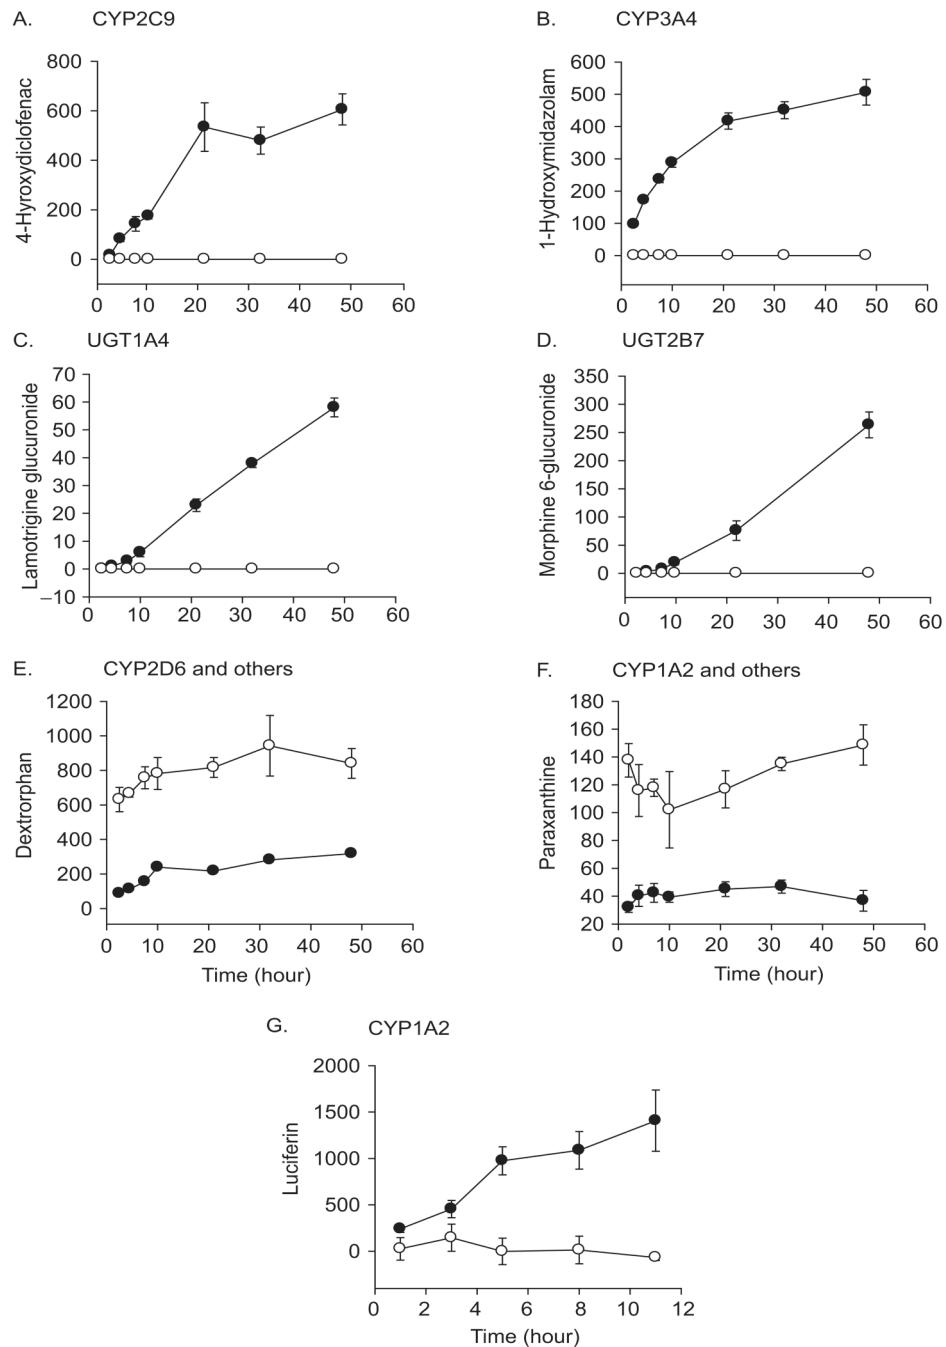 A. CYP2C9
4-Hyroxydiclofenac
800
600
400
200
0
0 10 20 30 40 50 60
B. CYP3A4
1-Hydroxymidazolam
600
500
400
300
200
100
0
0 10 20 30 40 50 60
C. UGT1A4
Lamotrigine glucuronide
70
60
50
40
30
20
10
0
–10
0 10 20 30 40 50 60
D. UGT2B7
Morphine 6-glucuronide
350
300
250
200
150
100
50
0
0 10 20 30 40 50 60
E. CYP2D6 and others
Dextrorphan
1200
1000
800
600
400
200
0
0 10 20 30 40 50 60
Time (hour)
F. CYP1A2 and others
Paraxanthine
180
160
140
120
100
80
60
40
20
0 10 20 30 40 50 60
Time (hour)
G. CYP1A2
Luciferin
2000
1500
1000
500
0
0 2 4 6 8 10 12
Time (hour)